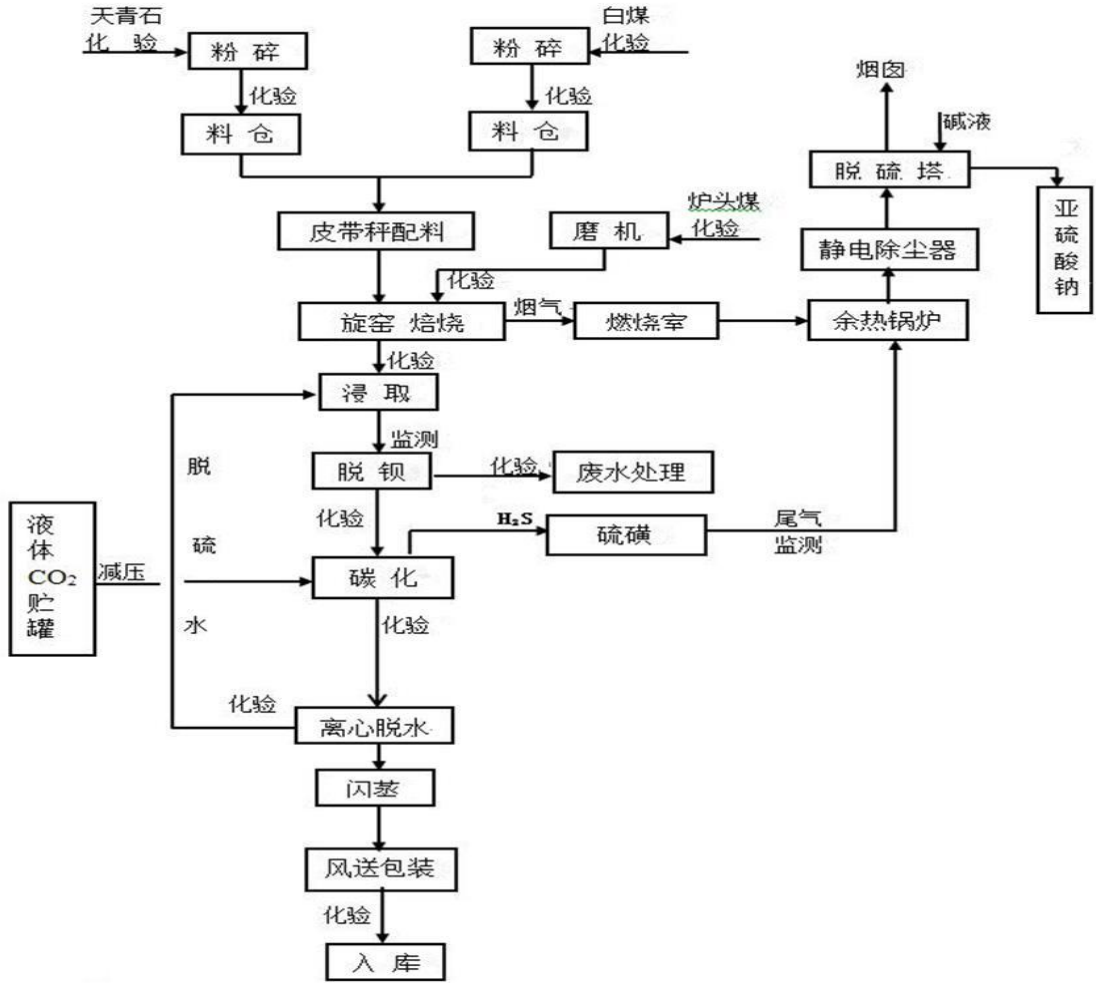 天青石
化 验
粉 碎
化验
料 仓
白煤
化验
粉 碎
化验
料 仓
皮带秤配料
炉头煤
化验
磨 机
化验
旋窑 焙烧
烟气
燃烧室
余热锅炉
静电除尘器
脱 硫 塔
碱液
烟囱
亚硫酸钠
化验
浸 取
监测
脱 钡
化验
废水处理
化验
碳 化
H₂S
硫磺
尾气
监测
液体CO₂贮罐
减压
脱硫水
化验
离心脱水
化验
闪蒸
风送包装
化验
入 库